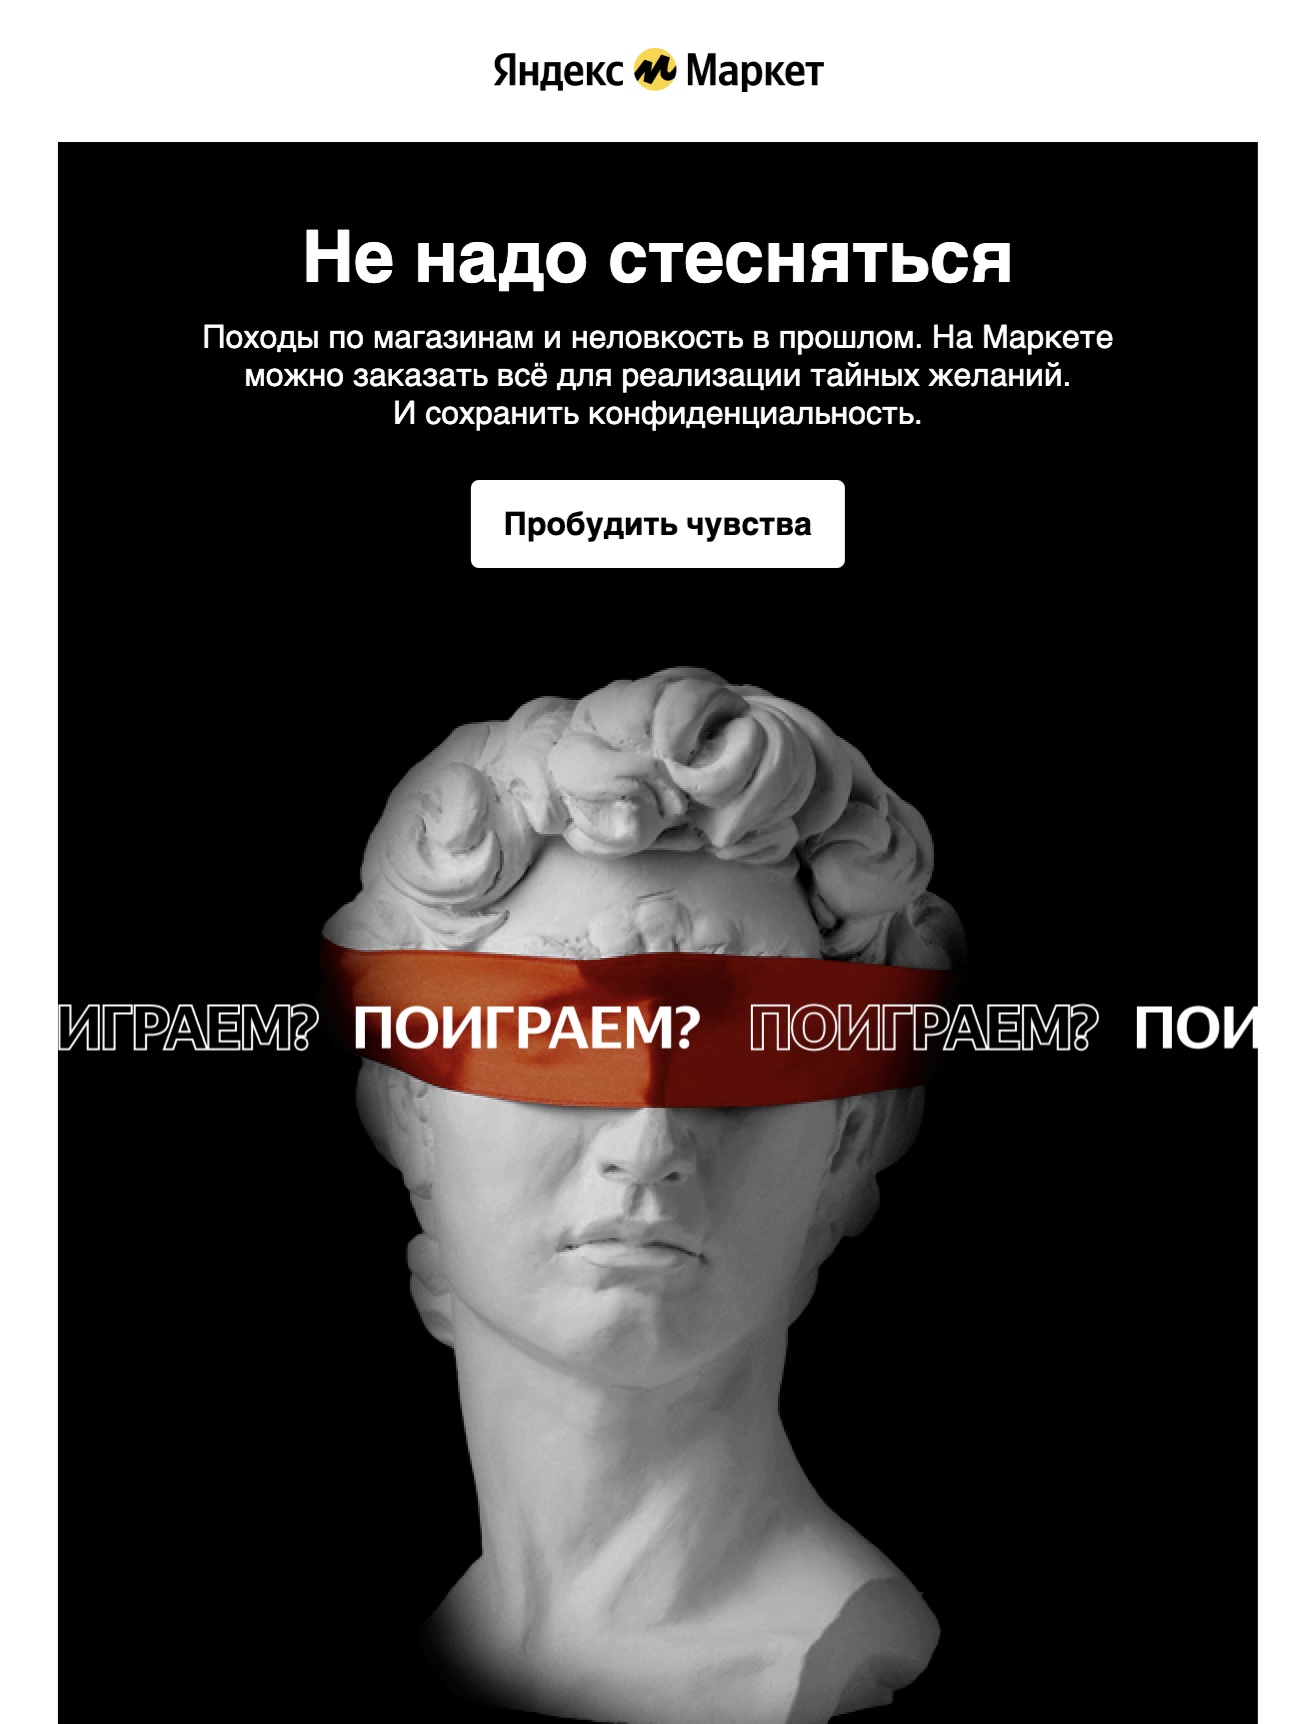 Яндекс Маркет
Не надо стесняться
Походы по магазинам и неловкость в прошлом. На Маркете
можно заказать всё для реализации тайных желаний.
И сохранить конфиденциальность.
Пробудить чувства
ИГРАЕМ? ПОИГРАЕМ? ПОИГРАЕМ? ПОИ